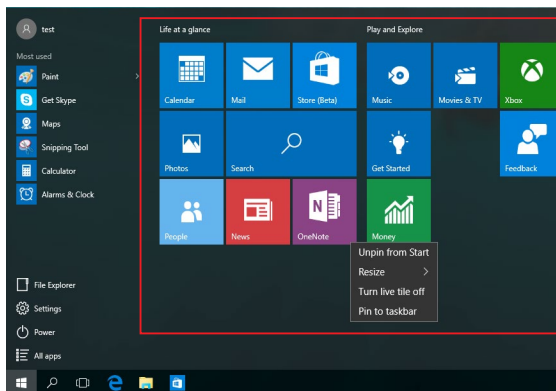 test
Most used
Paint
Get Skype
Maps
Snipping Tool
Calculator
Alarms & Clock
File Explorer
Settings
Power
All apps
Life at a glance
Calendar
Mail
Store (Beta)
Photos
Search
People
News
OneNote
Play and Explore
Music
Movies & TV
Xbox
Get Started
Feedback
Money
Unpin from Start
Resize
Turn live tile off
Pin to taskbar